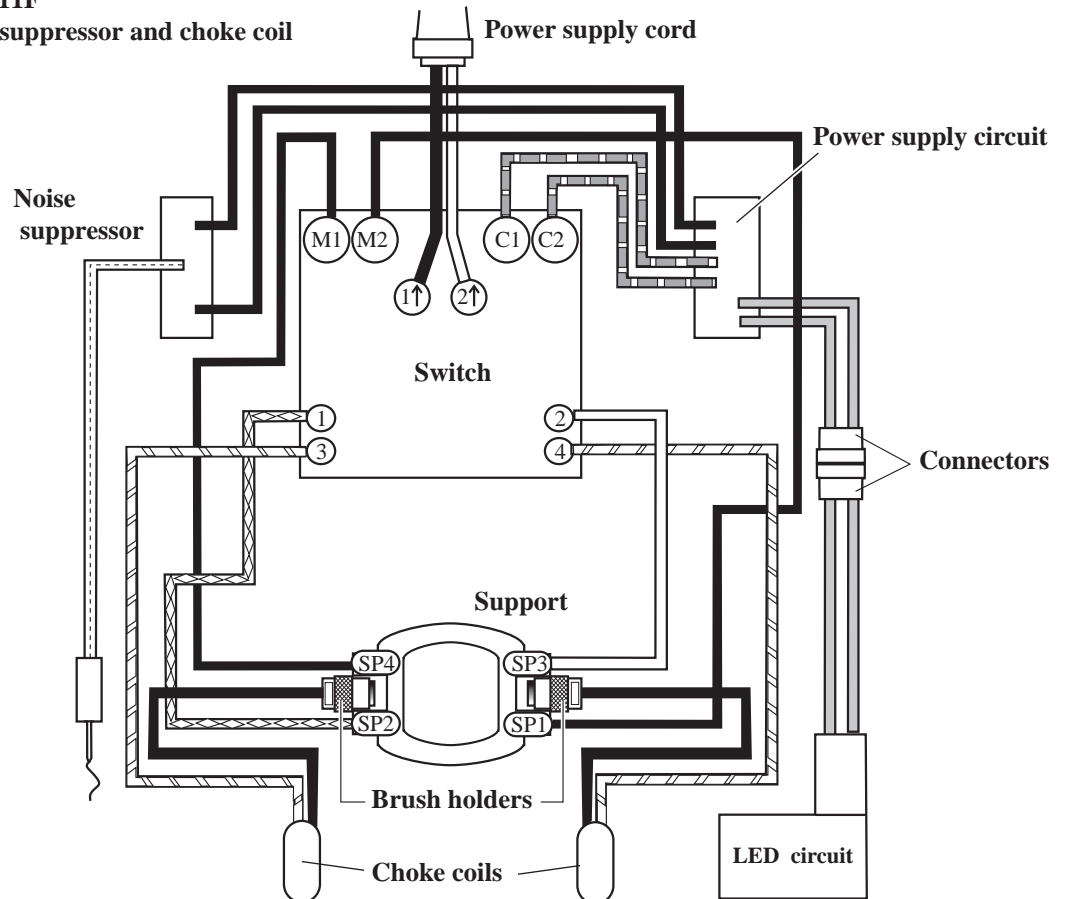 suppressor and choke coil
Power supply cord
Power supply circuit
Noise
suppressor
M1
M2
C1
C2
1↑
2↑
Switch
1
2
3
4
Connectors
Support
SP4
SP3
SP2
SP1
Brush holders
Choke coils
LED circuit